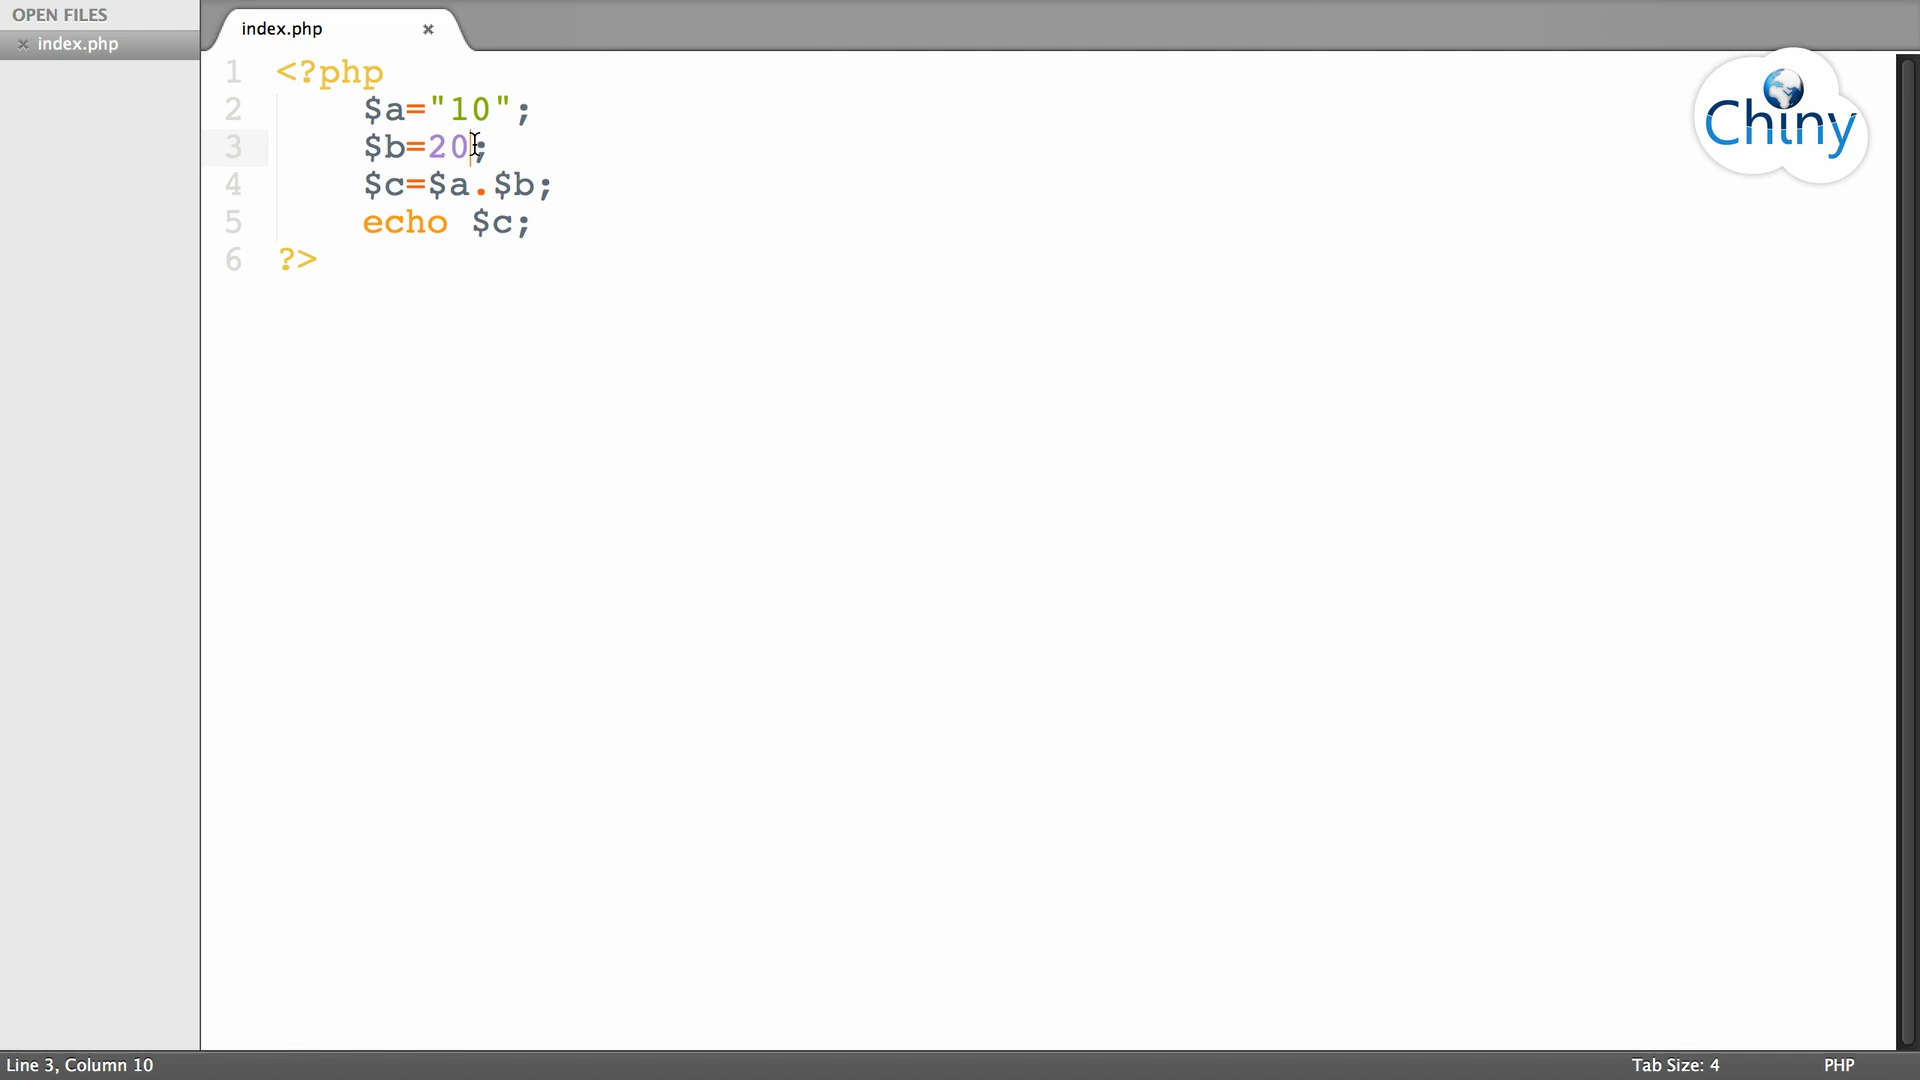 OPEN FILES
× index.php
index.php ×
1 <?php
2 $a="10";
3 $b=20;
4 $c=$a.$b;
5 echo $c;
6 ?>
Chiny
Line 3, Column 10
Tab Size: 4
PHP